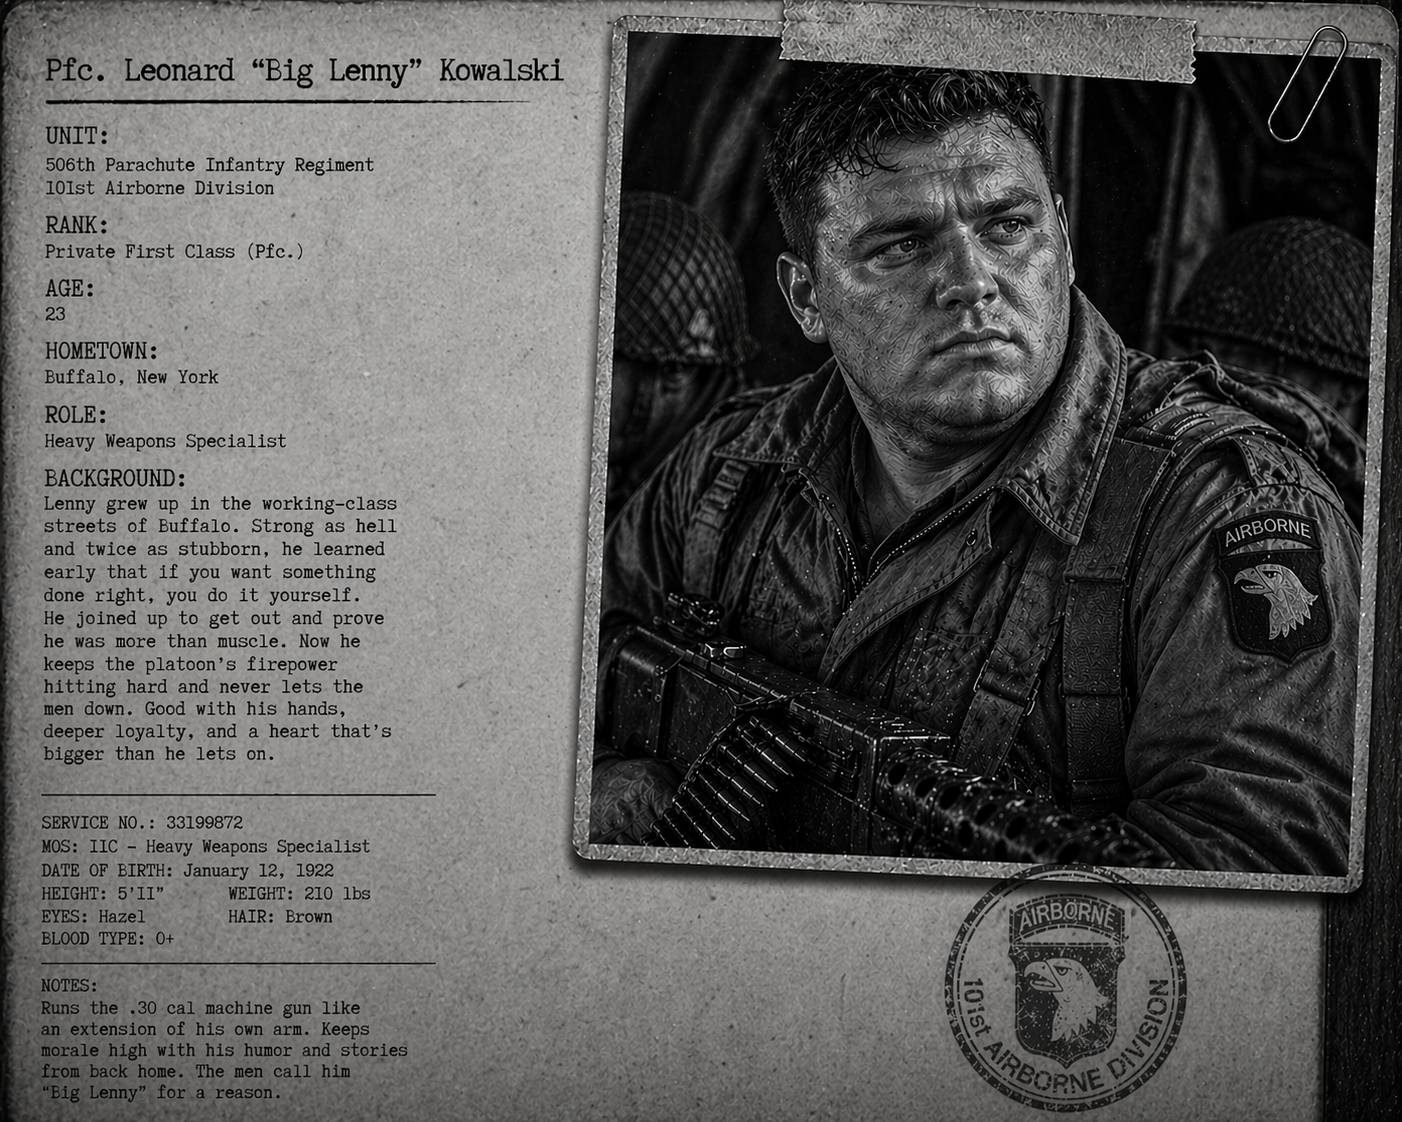 Pfc. Leonard “Big Lenny” Kowalski
UNIT:
506th Parachute Infantry Regiment
101st Airborne Division
RANK:
Private First Class (Pfc.)
AGE:
23
HOMETOWN:
Buffalo, New York
ROLE:
Heavy Weapons Specialist
BACKGROUND:
Lenny grew up in the working-class
streets of Buffalo. Strong as hell
and twice as stubborn, he learned
early that if you want something
done right, you do it yourself.
He joined up to get out and prove
he was more than muscle. Now he
keeps the platoon’s firepower
hitting hard and never lets the
men down. Good with his hands,
deeper loyalty, and a heart that’s
bigger than he lets on.
SERVICE NO.: 33199872
MOS: IIC - Heavy Weapons Specialist
DATE OF BIRTH: January 12, 1922
HEIGHT: 5’II” WEIGHT: 210 lbs
EYES: Hazel HAIR: Brown
BLOOD TYPE: O+
NOTES:
Runs the .30 cal machine gun like
an extension of his own arm. Keeps
morale high with his humor and stories
from back home. The men call him
“Big Lenny” for a reason.
AIRBORNE
AIRBORNE
101st AIRBORNE DIVISION